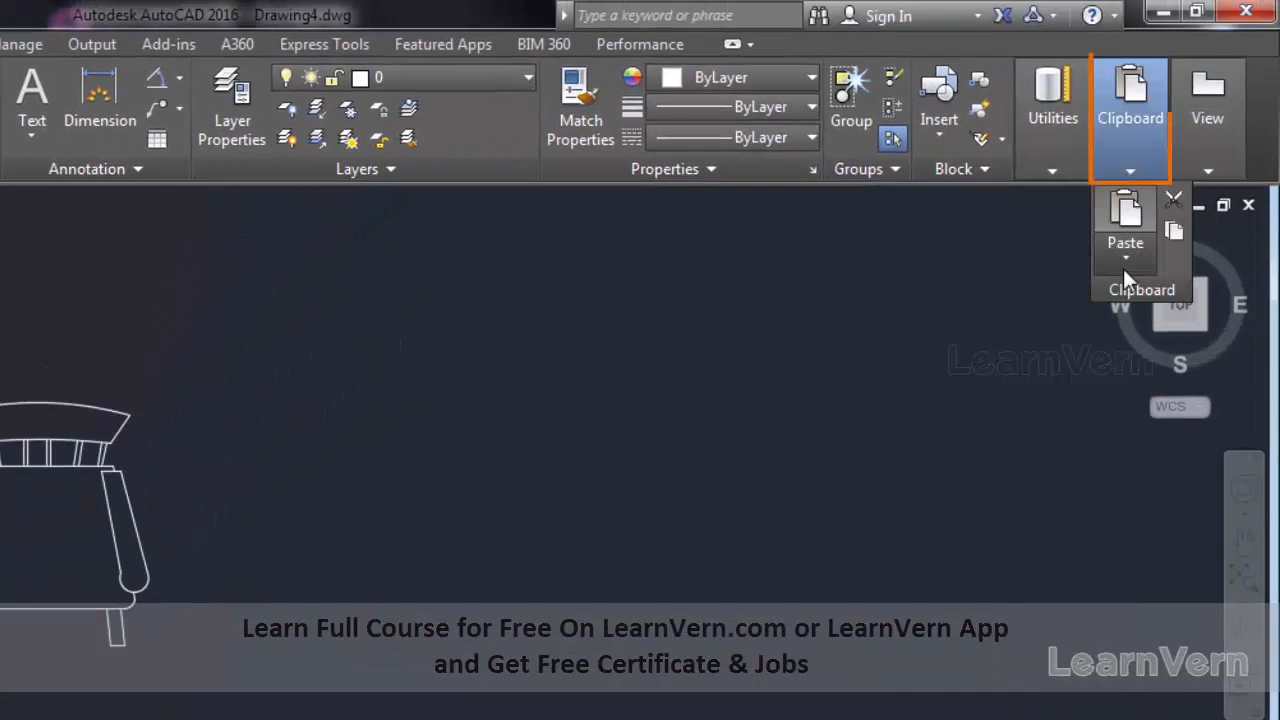 Autodesk AutoCAD 2016 Drawing4.dwg
Type a keyword or phrase
Sign In
anage Output Add-ins A360 Express Tools Featured Apps BIM 360 Performance
A
0
ByLayer
ByLayer
ByLayer
Text
Dimension
Layer
Properties
Match
Properties
Group
Insert
Utilities
Clipboard
View
Annotation
Layers
Properties
Groups
Block
Paste
Clipboard
W
TOP
E
S
WCS
LearnVern
Learn Full Course for Free On LearnVern.com or LearnVern App
and Get Free Certificate & Jobs
LearnVern